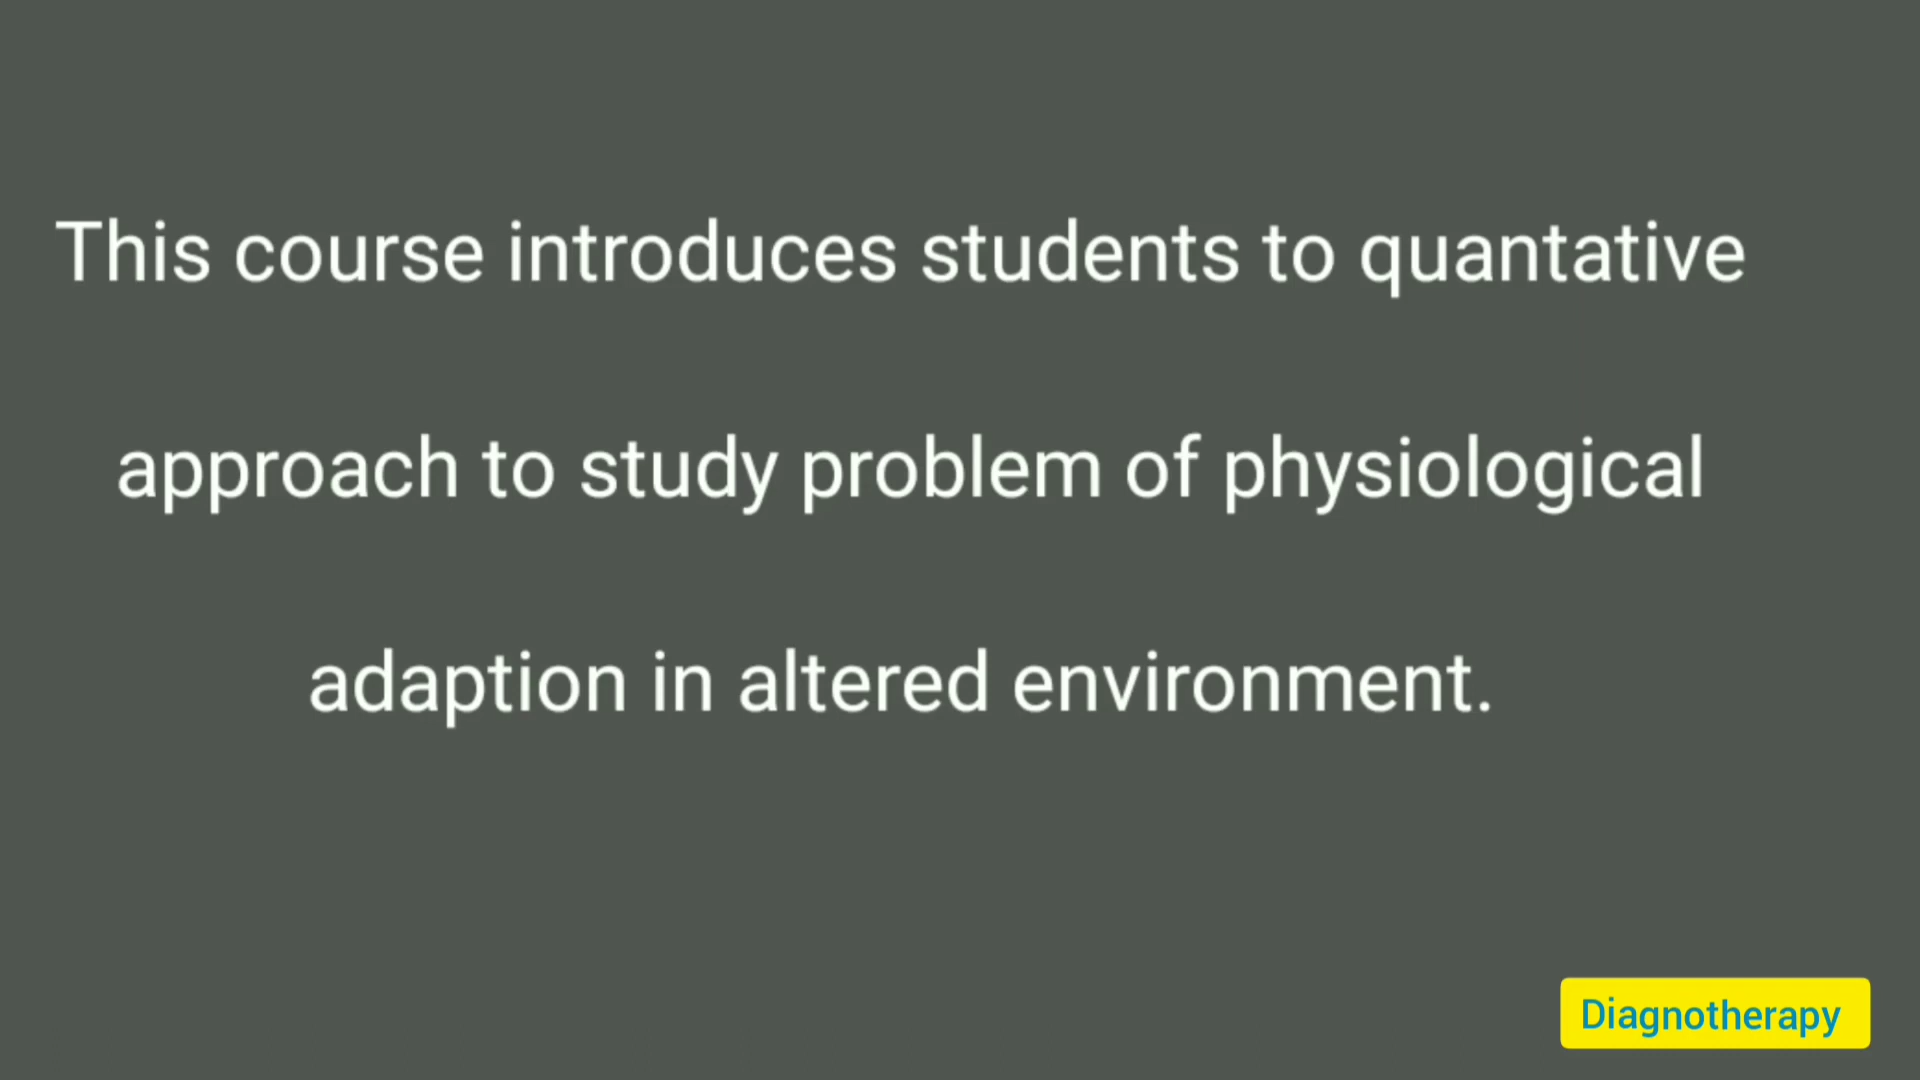 This course introduces students to quantative
approach to study problem of physiological
adaption in altered environment.
Diagnotherapy